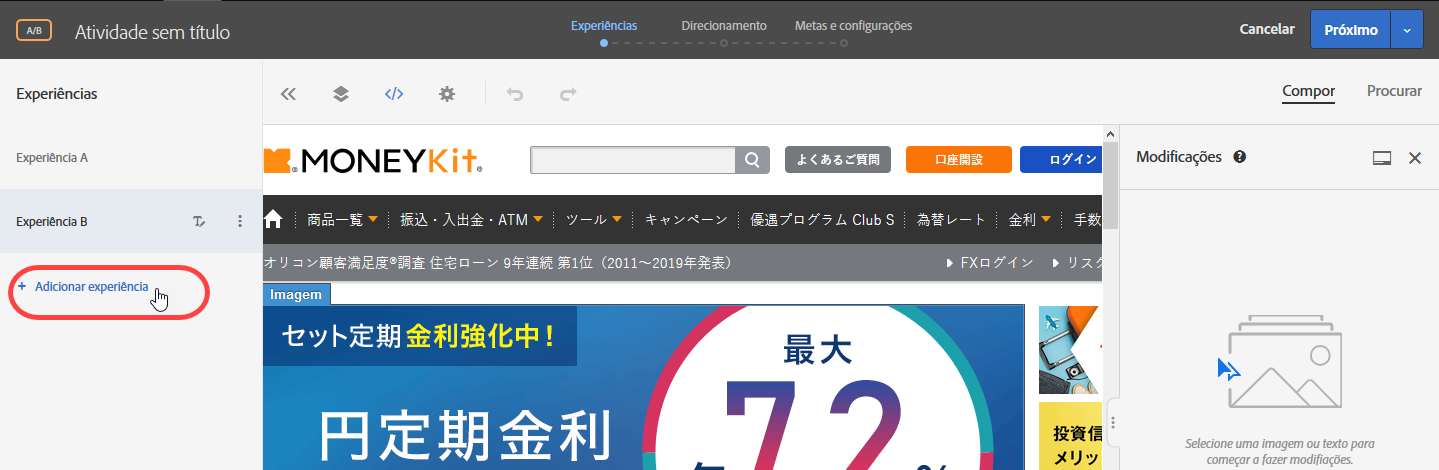 A/B
Atividade sem título
Experiências
Direcionamento
Metas e configurações
Cancelar
Próximo
Experiências
</>
Compor
Procurar
Experiência A
Experiência B
+ Adicionar experiência
MONEYKit
よくあるご質問
口座開設
ログイン
Modificações
商品一覧
振込・入出金・ATM
ツール
キャンペーン
優遇プログラム Club S
為替レート
金利
手数
オリコン顧客満足度®調査 住宅ローン 9年連続 第1位（2011～2019年発表）
FXログイン
リスク
Imagem
セット定期 金利強化中！
最大
7.2
円定期金利
投資信
メリッ
Selecione uma imagem ou texto para
começar a fazer modifiações.